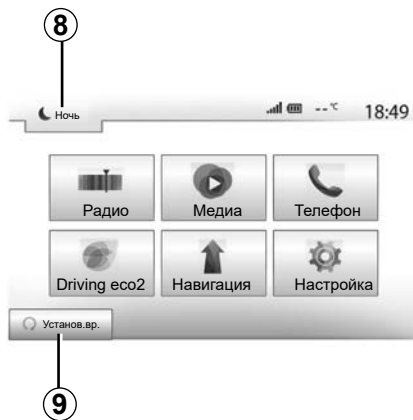 8
Ночь
--°C 18:49
Радио Медиа Телефон
Driving eco2 Навигация Настройка
Установ.вр.
9